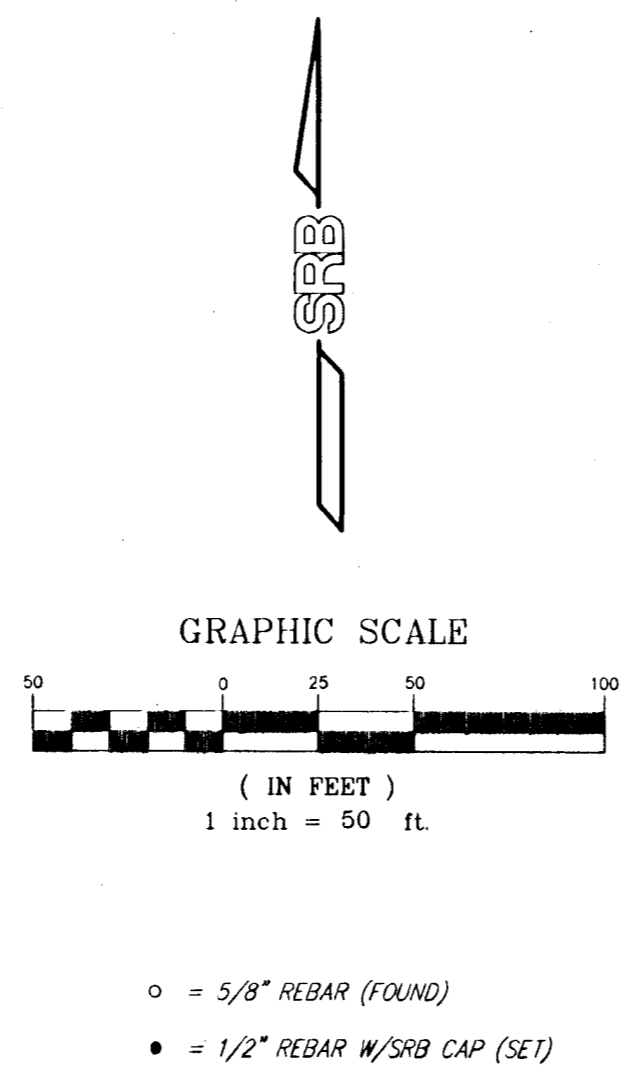 SRB
GRAPHIC SCALE
50 0 25 50 100
( IN FEET )
1 inch = 50 ft.
= 5/8" REBAR (FOUND)
= 1/2" REBAR W/SRB CAP (SET)